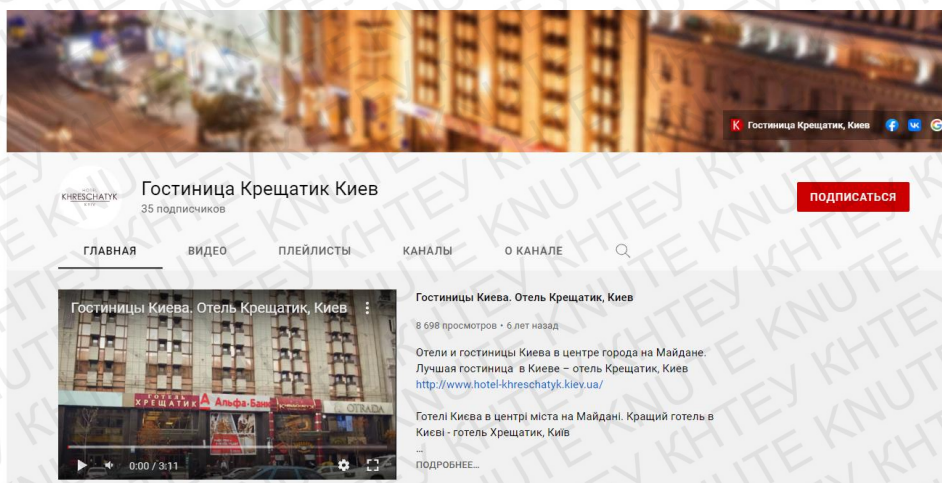 Гостиница Крещатик, Киев
HOTEL
KHRESCHATYK
KYIV
Гостиница Крещатик Киев
35 подписчиков
ПОДПИСАТЬСЯ
ГЛАВНАЯ ВИДЕО ПЛЕЙЛИСТЫ КАНАЛЫ О КАНАЛЕ
Гостиницы Киева. Отель Крещатик, Киев
ГОТЕЛЬ
ХРЕЩАТИК
Альфа-Банк
OTRADA
0:00 / 3:11
Гостиницы Киева. Отель Крещатик, Киев
8 698 просмотров • 6 лет назад
Отели и гостиницы Киева в центре города на Майдане.
Лучшая гостиница в Киеве – отель Крещатик, Киев
http://www.hotel-khreschatyk.kiev.ua/
Готелі Києва в центрі міста на Майдані. Кращий готель в
Києві - готель Хрещатик, Київ
...
ПОДРОБНЕЕ...
KNUTE КНТЕУ